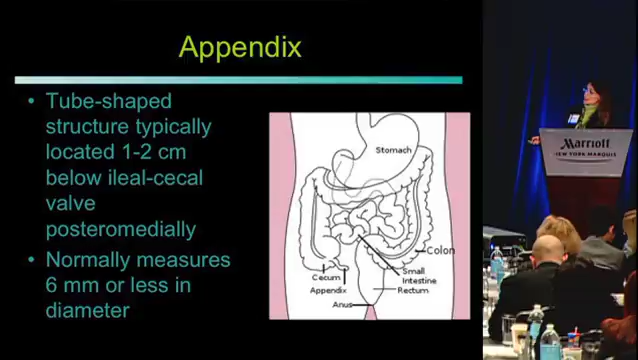 Appendix
• Tube-shaped
structure typically
located 1-2 cm
below ileal-cecal
valve
posteromedially
• Normally measures
6 mm or less in
diameter
Stomach
Colon
Small
Intestine
Rectum
Cecum
Appendix
Anus
Marriott
NEW YORK MARQUIS